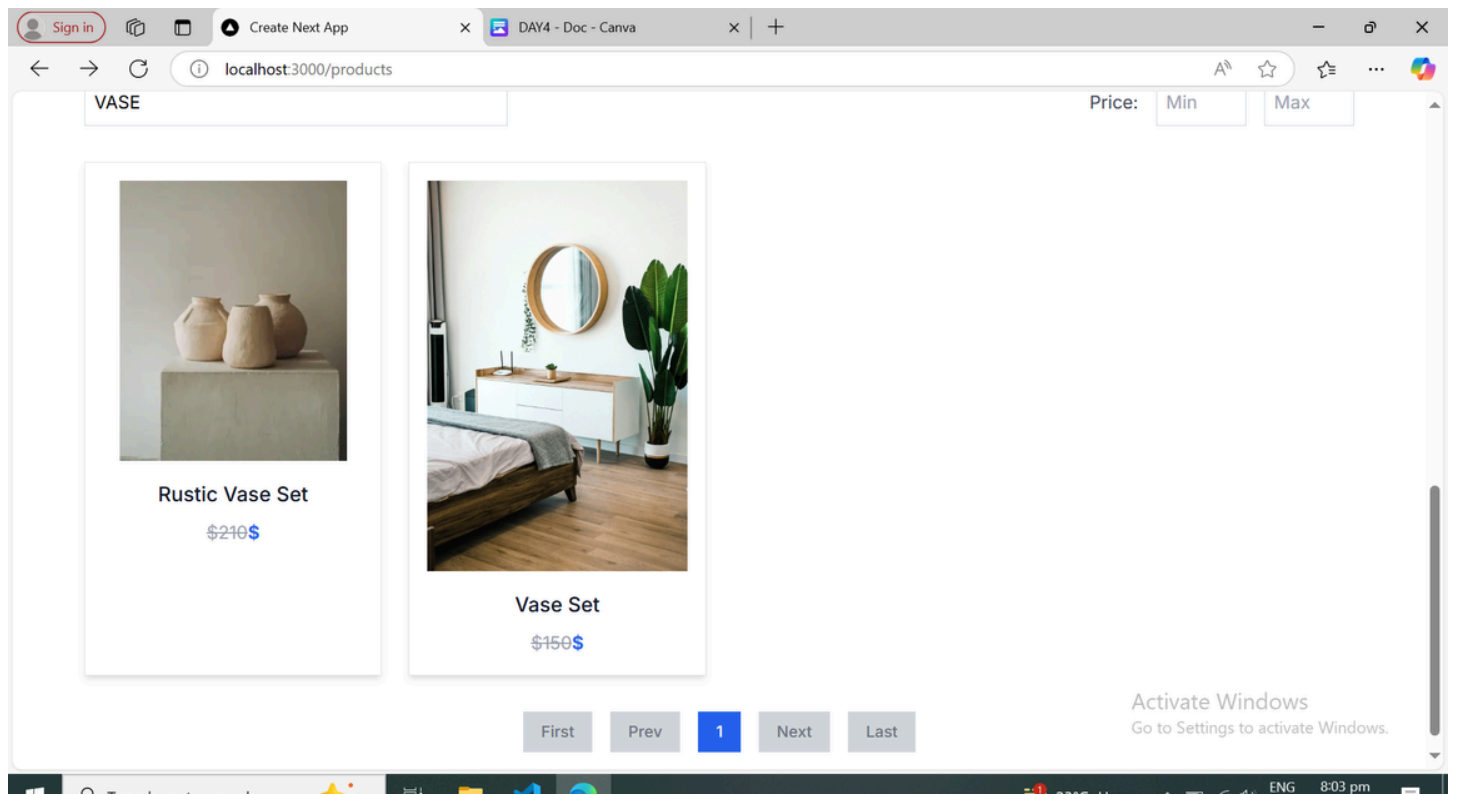 Sign in
Create Next App
DAY4 - Doc - Canva
localhost:3000/products
VASE
Price: Min Max
Rustic Vase Set
$210$
Vase Set
$150$
First Prev 1 Next Last
Activate Windows
Go to Settings to activate Windows.
1
ENG 8:03 pm